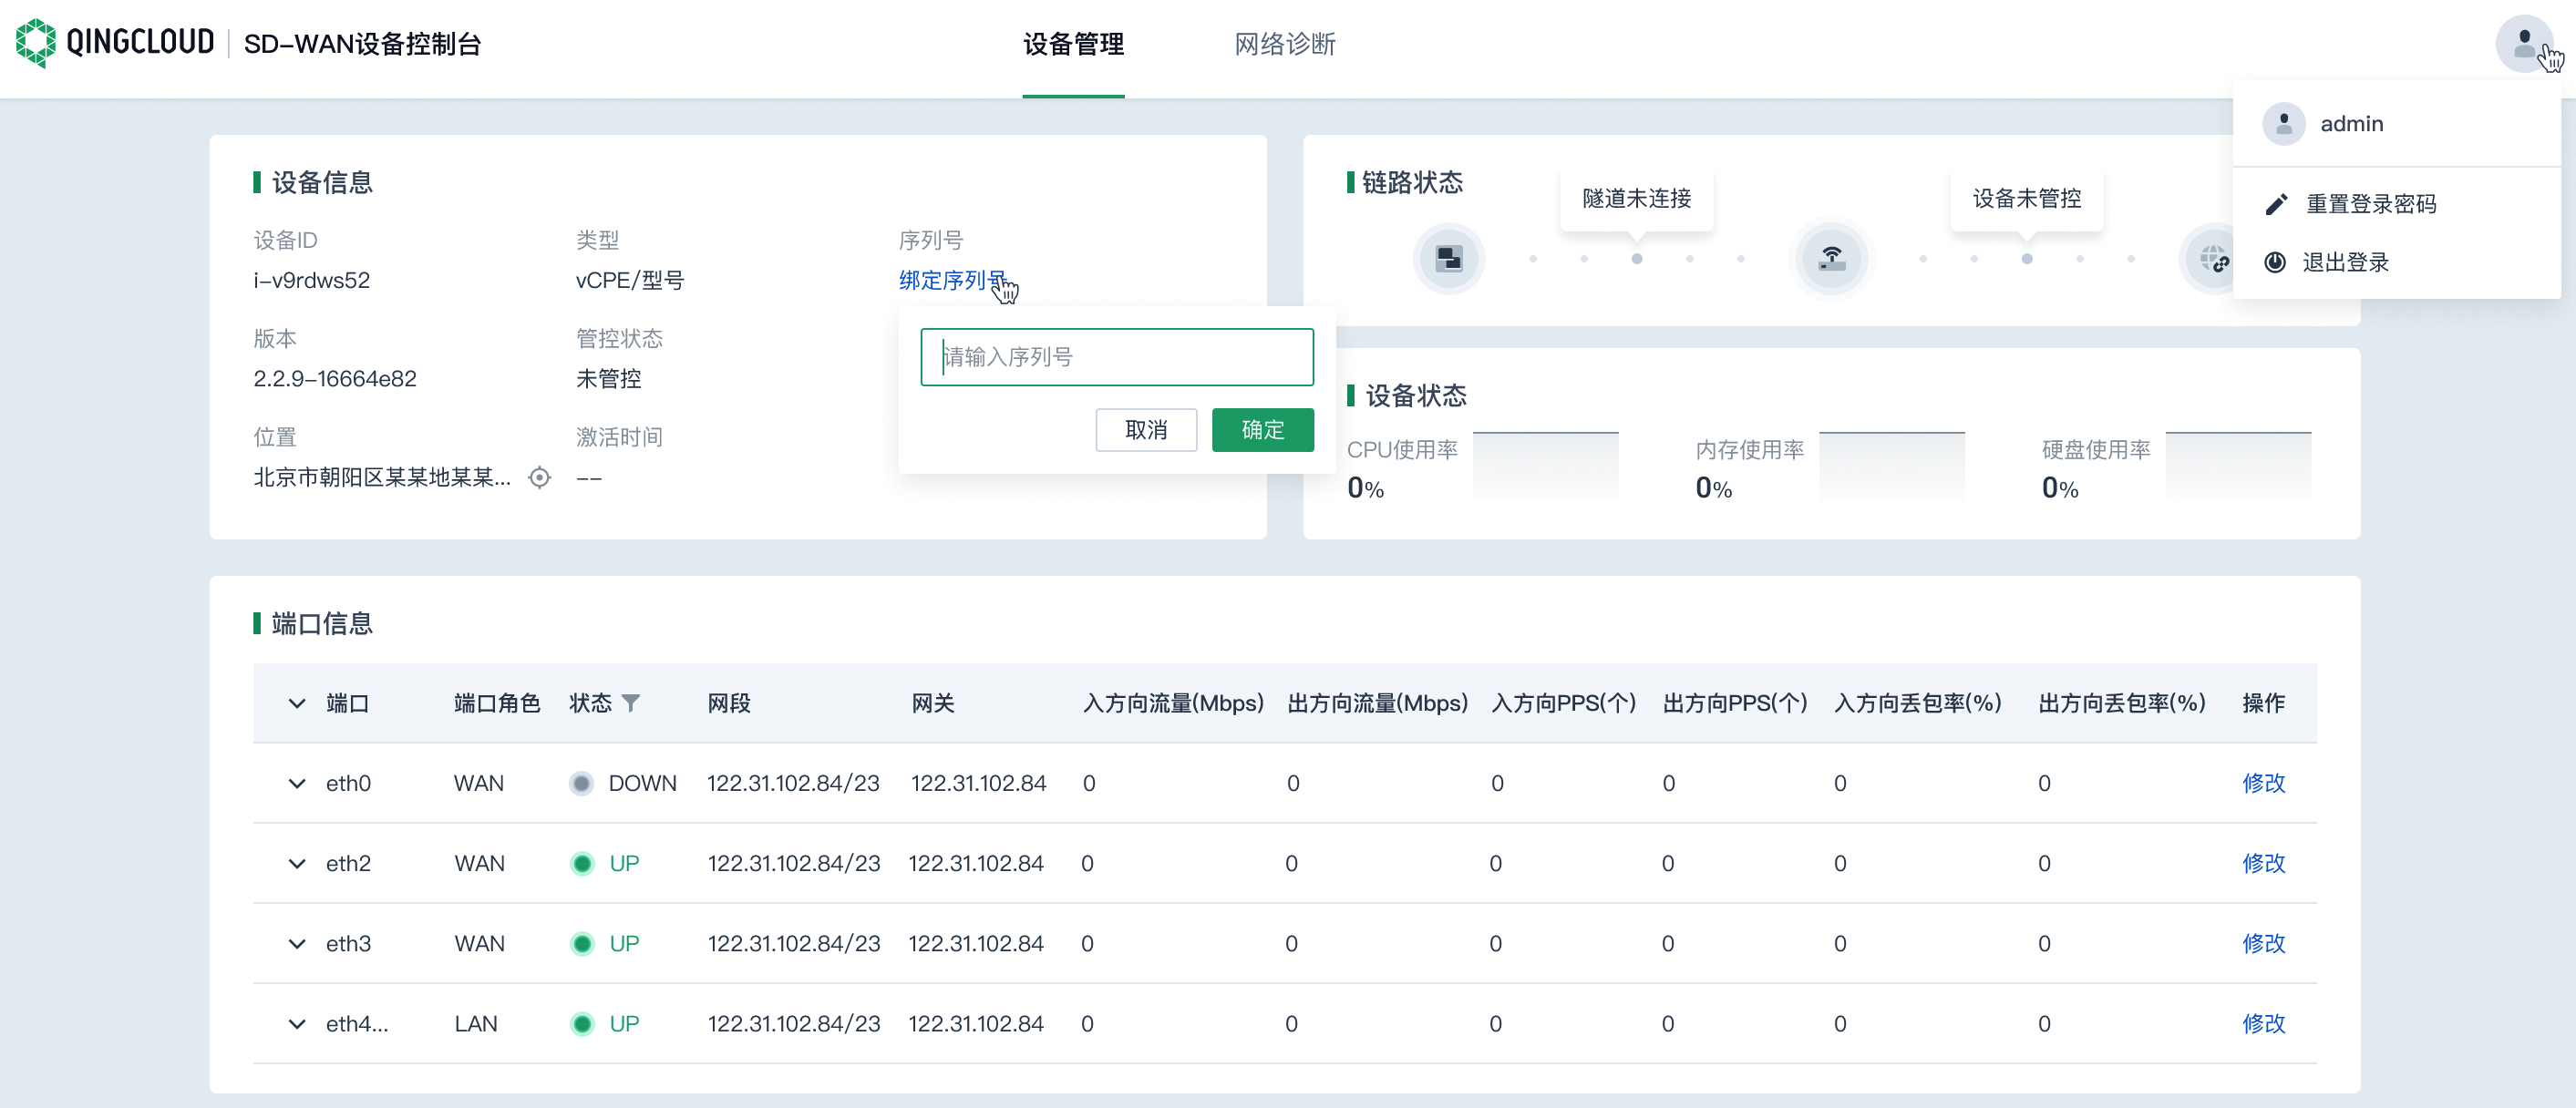 QINGCLOUD
SD-WAN设备控制台
设备管理
网络诊断
admin
重置登录密码
退出登录
设备信息
设备ID
类型
序列号
i-v9rdws52
vCPE/型号
绑定序列号
版本
管控状态
2.2.9-16664e82
未管控
位置
激活时间
北京市朝阳区某某地某某...
--
请输入序列号
取消
确定
链路状态
隧道未连接
设备未管控
设备状态
CPU使用率
0%
内存使用率
0%
硬盘使用率
0%
端口信息
端口 端口角色 状态 网段 网关 入方向流量(Mbps) 出方向流量(Mbps) 入方向PPS(个) 出方向PPS(个) 入方向丢包率(%) 出方向丢包率(%) 操作
eth0 WAN DOWN 122.31.102.84/23 122.31.102.84 0 0 0 0 0 0 修改
eth2 WAN UP 122.31.102.84/23 122.31.102.84 0 0 0 0 0 0 修改
eth3 WAN UP 122.31.102.84/23 122.31.102.84 0 0 0 0 0 0 修改
eth4... LAN UP 122.31.102.84/23 122.31.102.84 0 0 0 0 0 0 修改